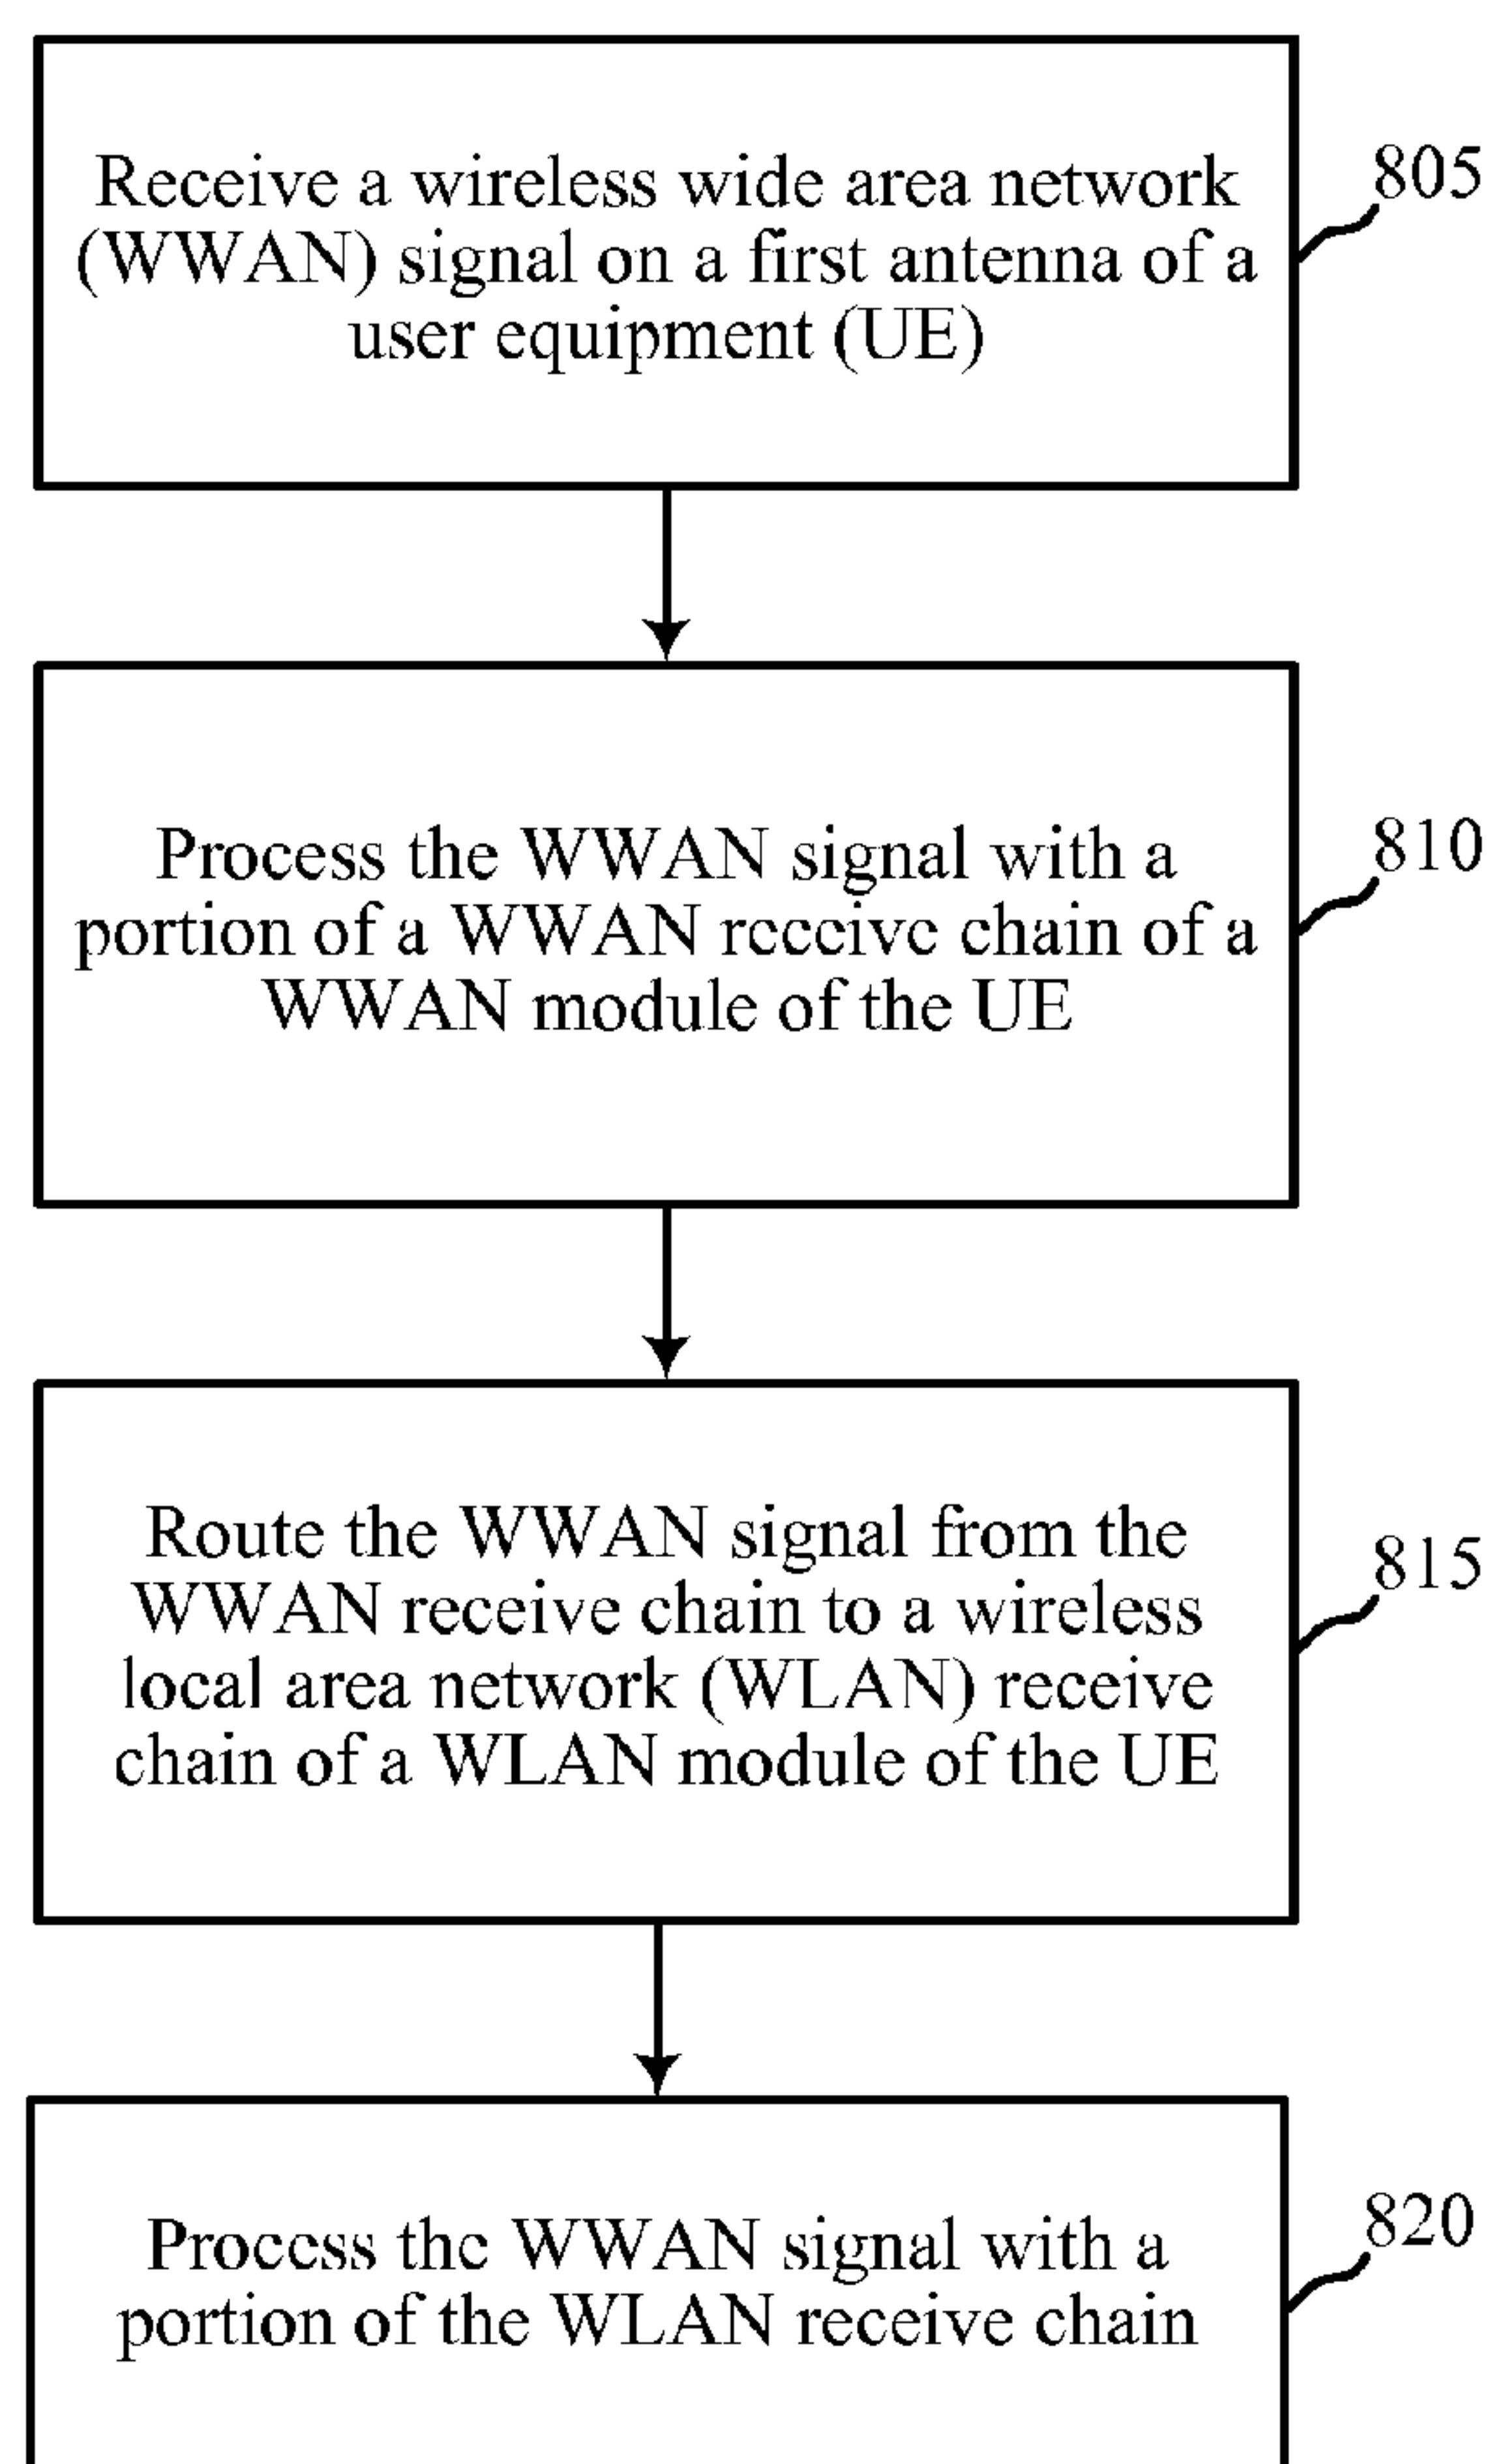 Receive a wireless wide area network
(WWAN) signal on a first antenna of a
user equipment (UE)
805
Process the WWAN signal with a
portion of a WWAN receive chain of a
WWAN module of the UE
810
Route the WWAN signal from the
WWAN receive chain to a wireless
local area network (WLAN) receive
chain of a WLAN module of the UE
815
Process the WWAN signal with a
portion of the WLAN receive chain
820